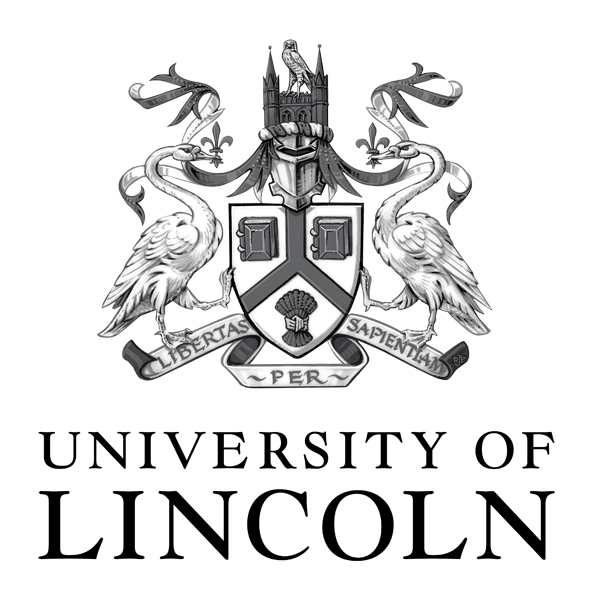 LIBERTAS
PER
SAPIENTIAM
UNIVERSITY OF
LINCOLN